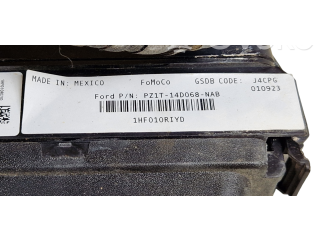 MADE IN: MEXICO FoMoCo GSDB CODE: J4CPG
010923
Ford P/N: PZ1T-14D068-NAB
1HF010RIYD